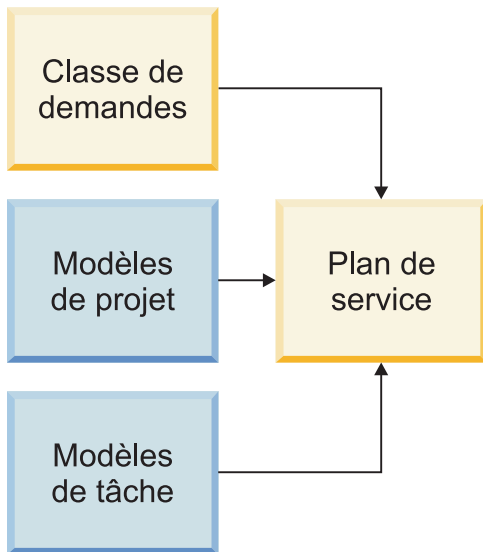 Classe de
demandes
Modèles
de projet
Plan de
service
Modèles
de tâche